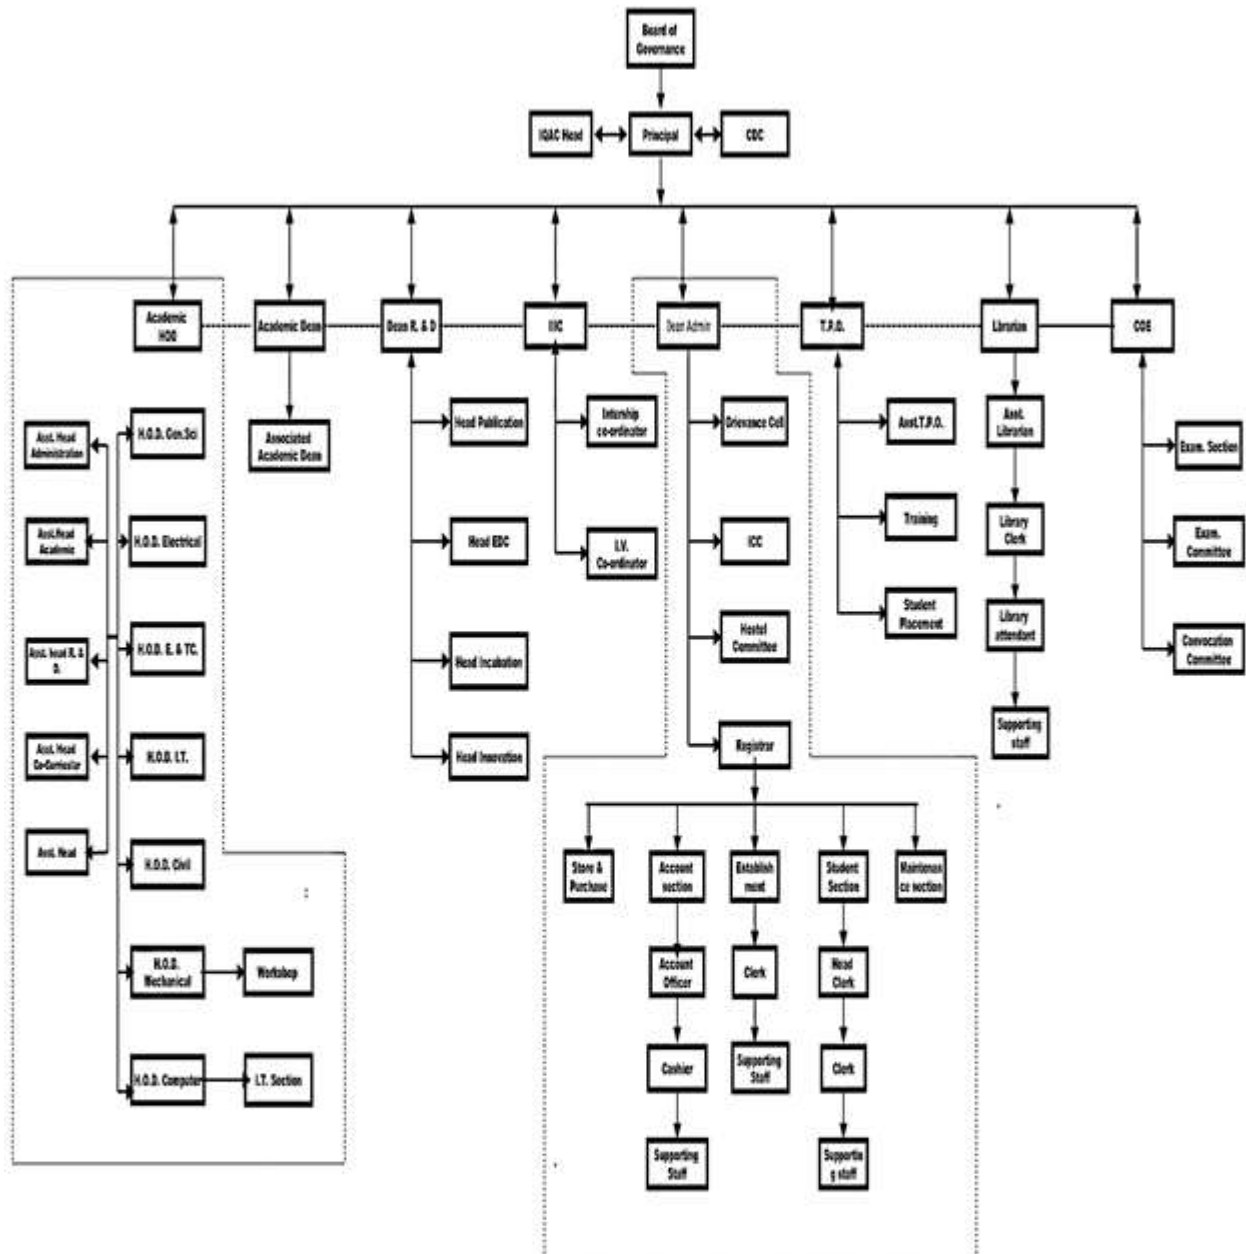 Board of
Governance
IQAC Head
Principal
CDC
Academic
HOD
Academic Dean
Dean R. & D
IIIC
Dean Admin
T.P.O.
Librarian
COE
Asst. Head
Administration
H.O.D. Gen.Sci
Associated
Academic Dean
Head Publication
Intership
co-ordinator
Grievance Cell
Asst.T.P.O.
Asst.
Librarian
Exam. Section
Asst.Head
Academic
H.O.D. Electrical
Head EDC
I.V.
Co-ordinator
ICC
Training
Library
Clerk
Exam.
Committee
Asst. head R. &
D.
H.O.D. E. & TC.
Head Incubation
Hostel
Committee
Student
Placement
Library
attendant
Convocation
Committee
Asst. Head
Co-Curricular
H.O.D. I.T.
Head Innovation
Registrar
Supporting
staff
Asst. Head
H.O.D. Civil
Store &
Purchase
Account
section
Establish
ment
Student
Section
Maintenan
ce section
H.O.D.
Mechanical
Workshop
Account
Officer
Clerk
Head
Clerk
H.O.D. Computer
I.T. Section
Cashier
Supporting
Staff
Clerk
Supporting
Staff
Supportin
g staff